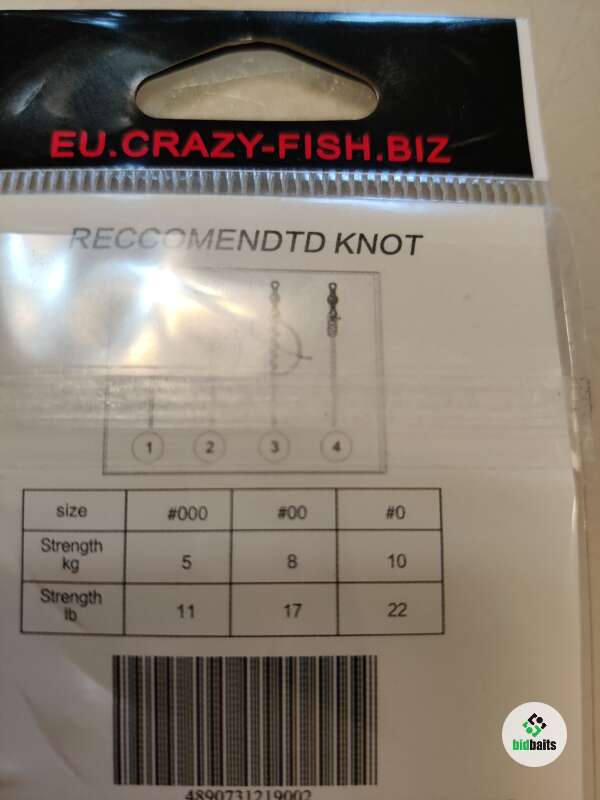 EU.CRAZY-FISH.BIZ
RECCOMENDTD KNOT
1 2 3 4
size #000 #00 #0
Strength kg 5 8 10
Strength lb 11 17 22
4890731219002
bidbaits